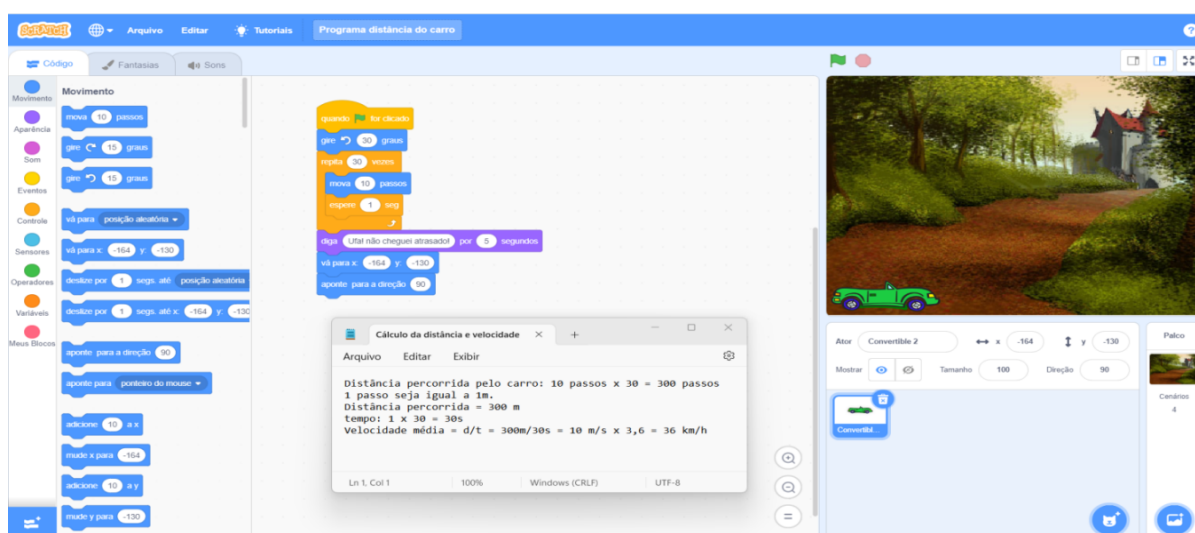 SCRATCH Arquivo Editar Tutoriais Programa distância do carro ?
Código Fantasias Sons
Movimento
Aparência
Som
Eventos
Controle
Sensores
Operadores
Variáveis
Meus Blocos
Movimento
mova 10 passos
gire 15 graus
gire 15 graus
vá para posição aleatória
vá para x: -164 y: -130
deslize por 1 segs. até posição aleatória
deslize por 1 segs. até x: -164 y: -130
aponte para a direção 90
aponte para ponteiro do mouse
adicione 10 a x
mude x para -164
adicione 10 a y
mude y para -130
quando for clicado
gire 30 graus
repita 30 vezes
mova 10 passos
espere 1 seg
diga Ufa! não cheguei atrasado! por 5 segundos
vá para x: -164 y: -130
aponte para a direção 90
Cálculo da distância e velocidade
Arquivo Editar Exibir
Distância percorrida pelo carro: 10 passos x 30 = 300 passos
1 passo seja igual a 1m.
Distância percorrida = 300 m
tempo: 1 x 30 = 30s
Velocidade média = d/t = 300m/30s = 10 m/s x 3,6 = 36 km/h
Ln 1, Col 1 100% Windows (CRLF) UTF-8
Ator Convertible 2 x -164 y -130
Mostrar Tamanho 100 Direção 90
Convertibl...
Palco
Cenários
4